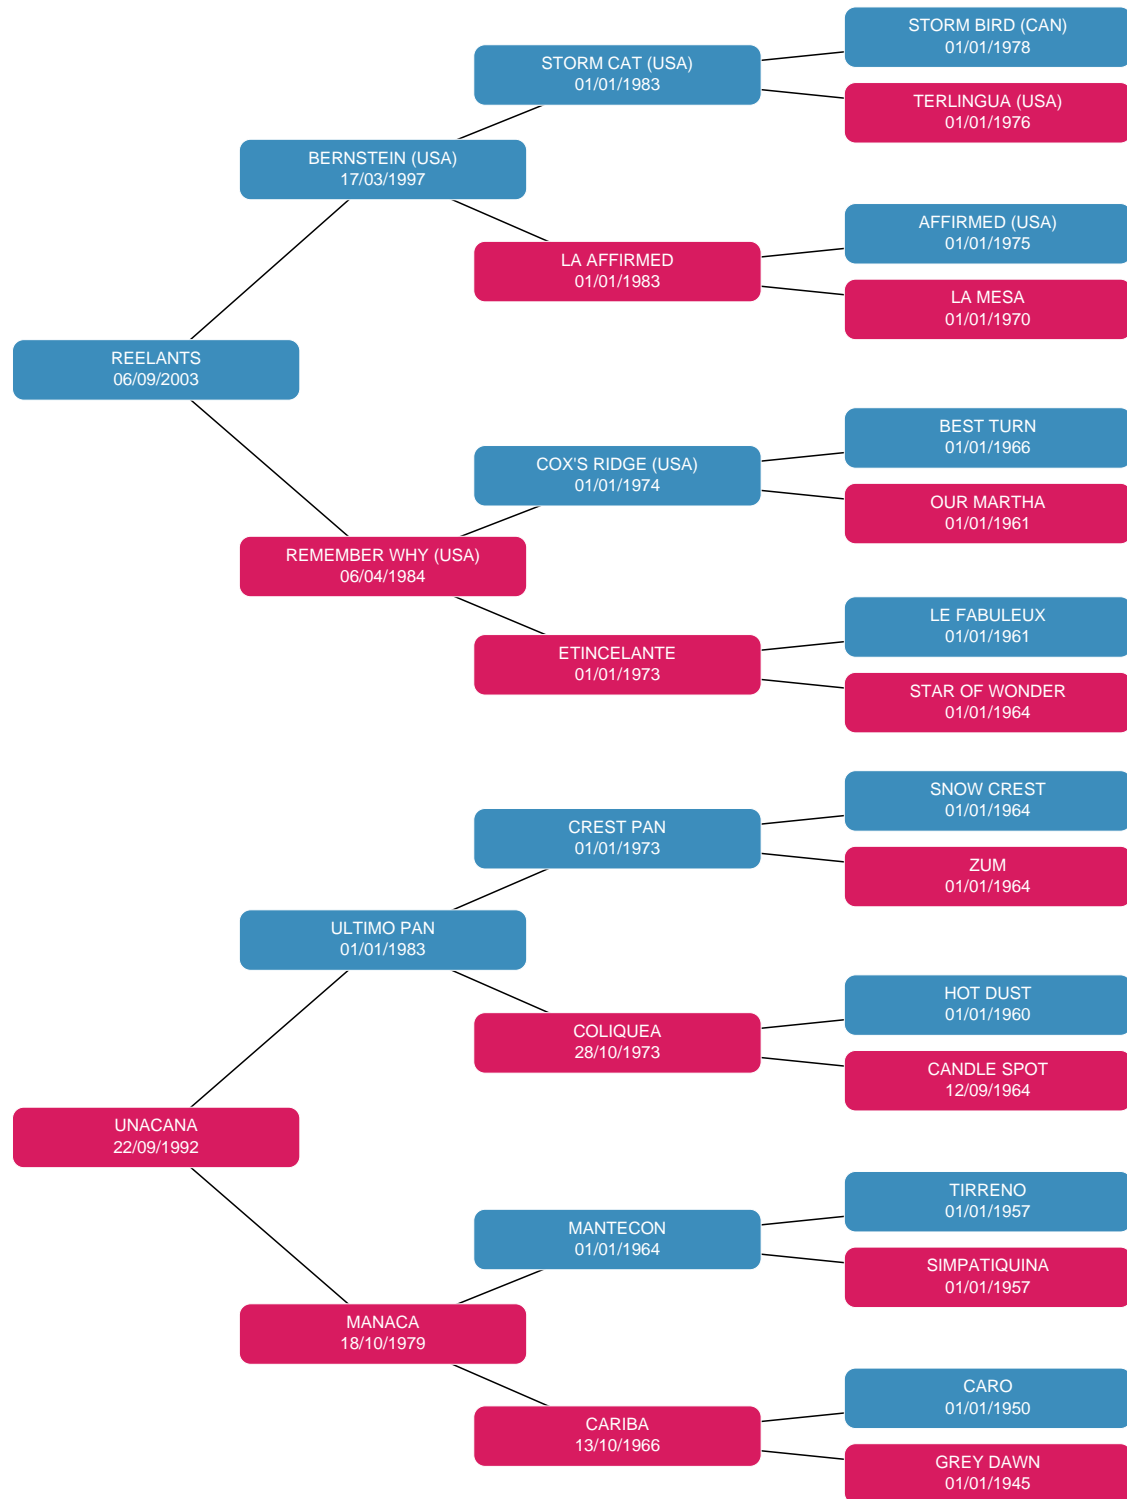 STORM BIRD (CAN)
01/01/1978
STORM CAT (USA)
01/01/1983
TERLINGUA (USA)
01/01/1976
BERNSTEIN (USA)
17/03/1997
AFFIRMED (USA)
01/01/1975
LA AFFIRMED
01/01/1983
LA MESA
01/01/1970
REELANTS
06/09/2003
BEST TURN
01/01/1966
COX'S RIDGE (USA)
01/01/1974
OUR MARTHA
01/01/1961
REMEMBER WHY (USA)
06/04/1984
LE FABULEUX
01/01/1961
ETINCELANTE
01/01/1973
STAR OF WONDER
01/01/1964
SNOW CREST
01/01/1964
CREST PAN
01/01/1973
ZUM
01/01/1964
ULTIMO PAN
01/01/1983
HOT DUST
01/01/1960
COLIQUEA
28/10/1973
CANDLE SPOT
12/09/1964
UNACANA
22/09/1992
TIRRENO
01/01/1957
MANTECON
01/01/1964
SIMPATIQUINA
01/01/1957
MANACA
18/10/1979
CARO
01/01/1950
CARIBA
13/10/1966
GREY DAWN
01/01/1945